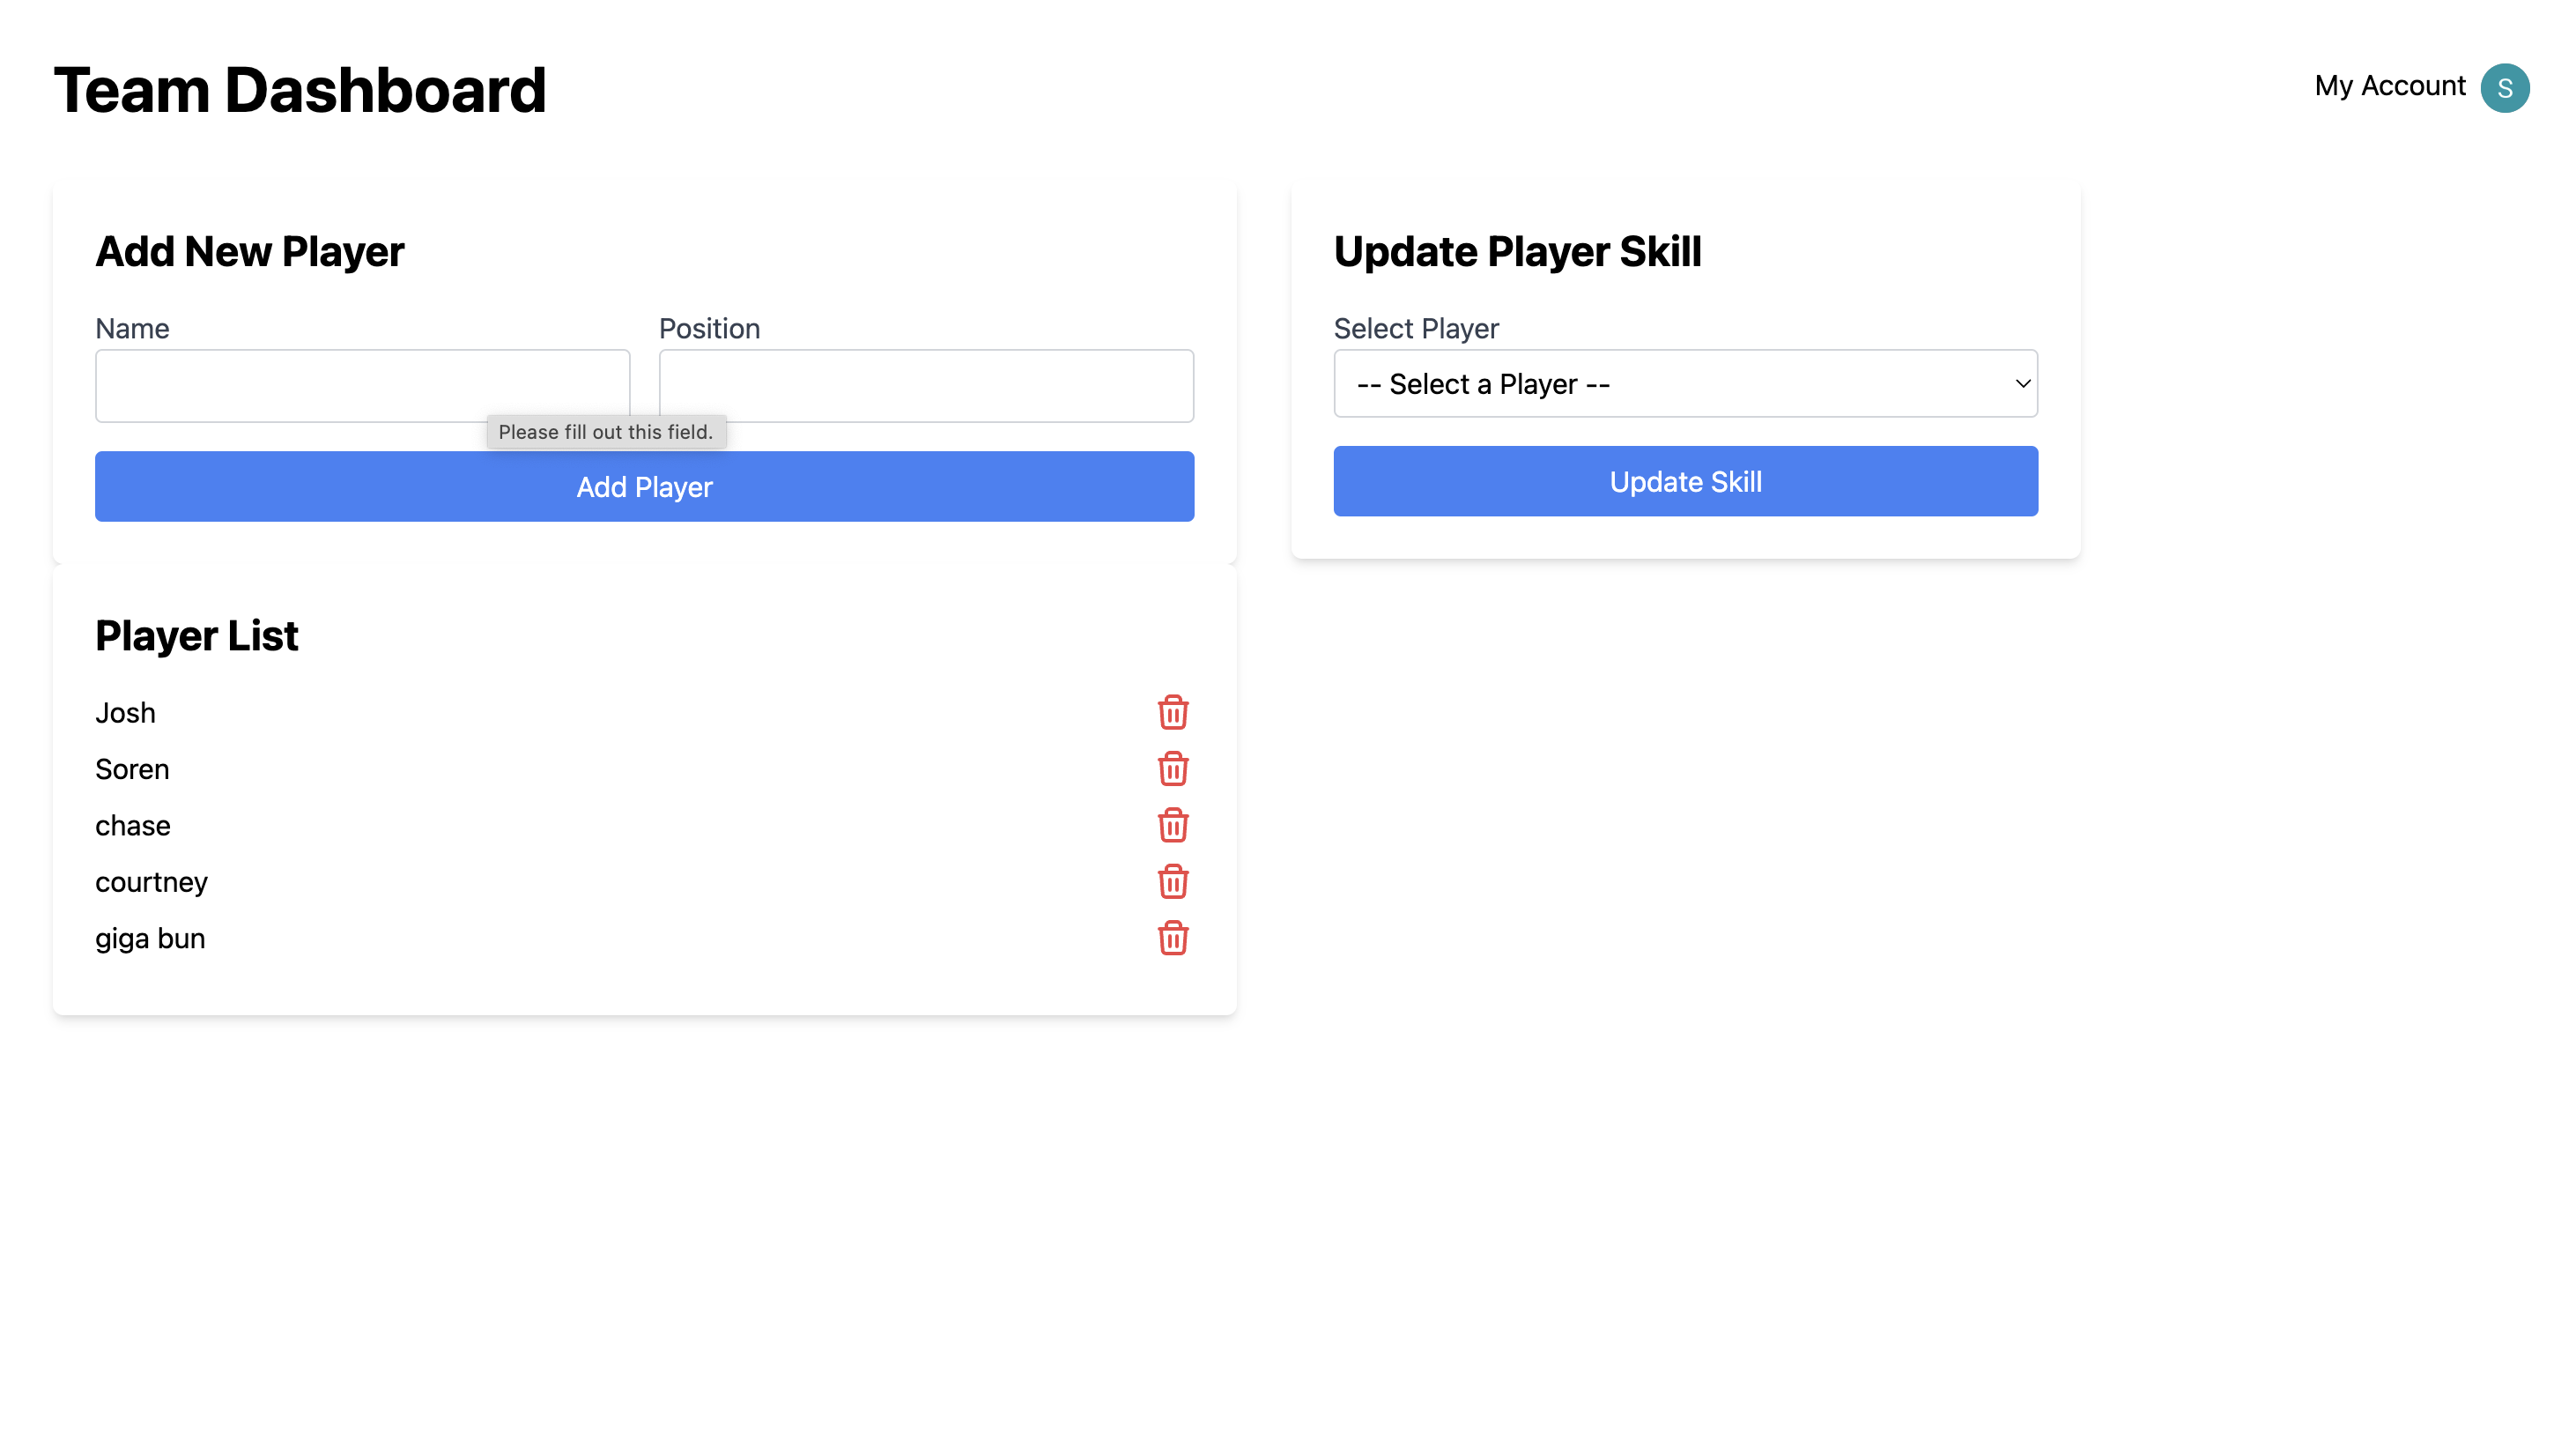 Team Dashboard
My Account S
Add New Player
Name Position
Please fill out this field.
Add Player
Update Player Skill
Select Player
-- Select a Player --
Update Skill
Player List
Josh
Soren
chase
courtney
giga bun